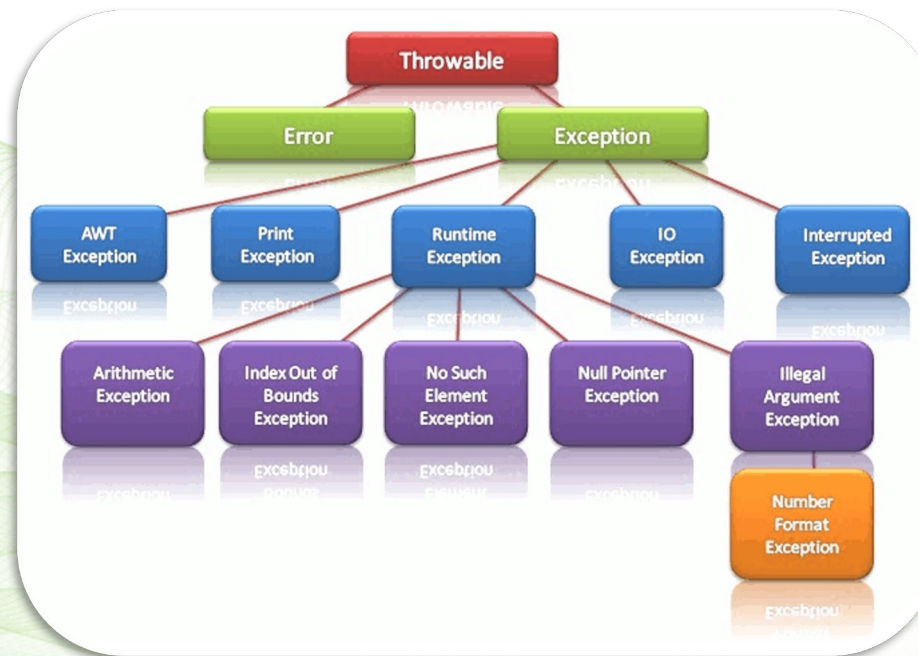 Throwable
Error
Exception
AWT
Exception
Print
Exception
Runtime
Exception
IO
Exception
Interrupted
Exception
Arithmetic
Exception
Index Out of
Bounds
Exception
No Such
Element
Exception
Null Pointer
Exception
Illegal
Argument
Exception
Number
Format
Exception